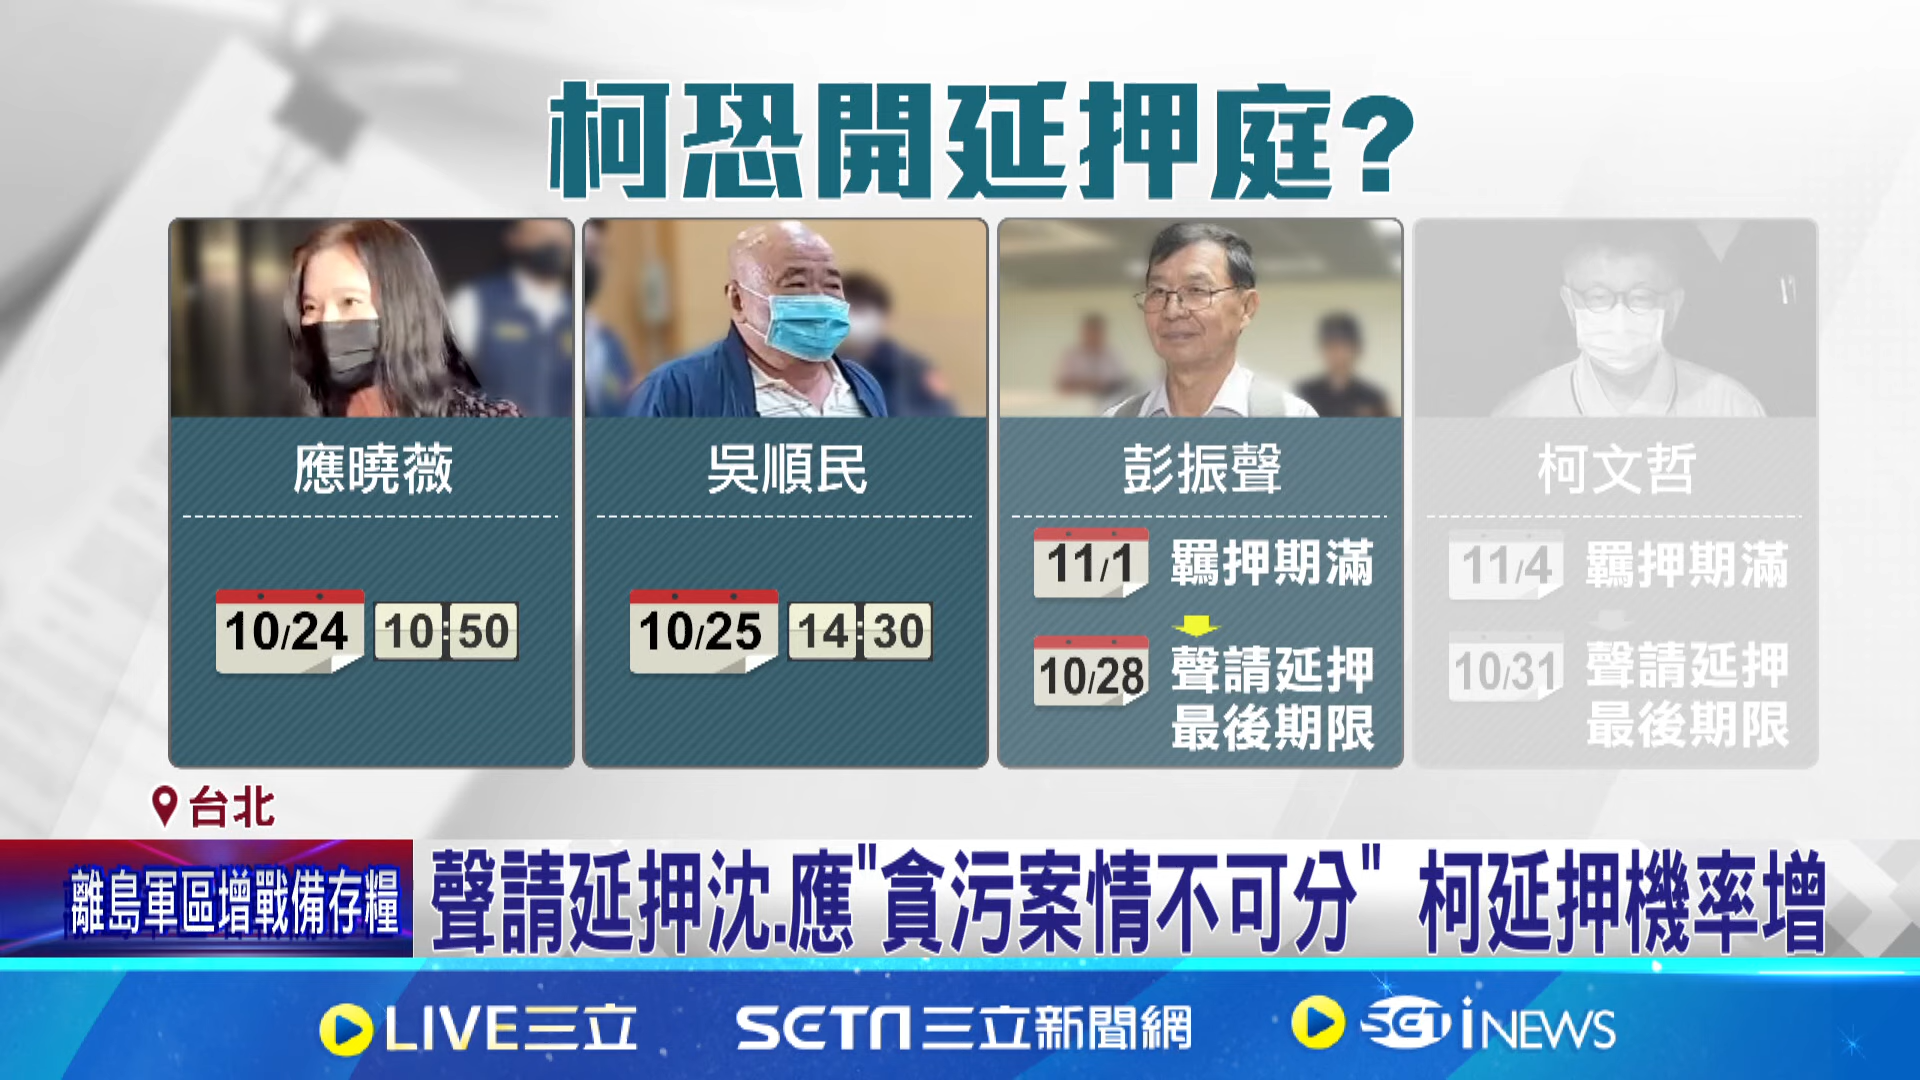 柯恐開延押庭?
應曉薇
10/24 10:50
吳順民
10/25 14:30
彭振聲
11/1 羈押期滿
10/28 聲請延押
最後期限
柯文哲
11/4 羈押期滿
10/31 聲請延押
最後期限
台北
離島軍區增戰備存糧
聲請延押沈.應"貪污案情不可分" 柯延押機率增
LIVE三立
SETN三立新聞網
SET iNEWS